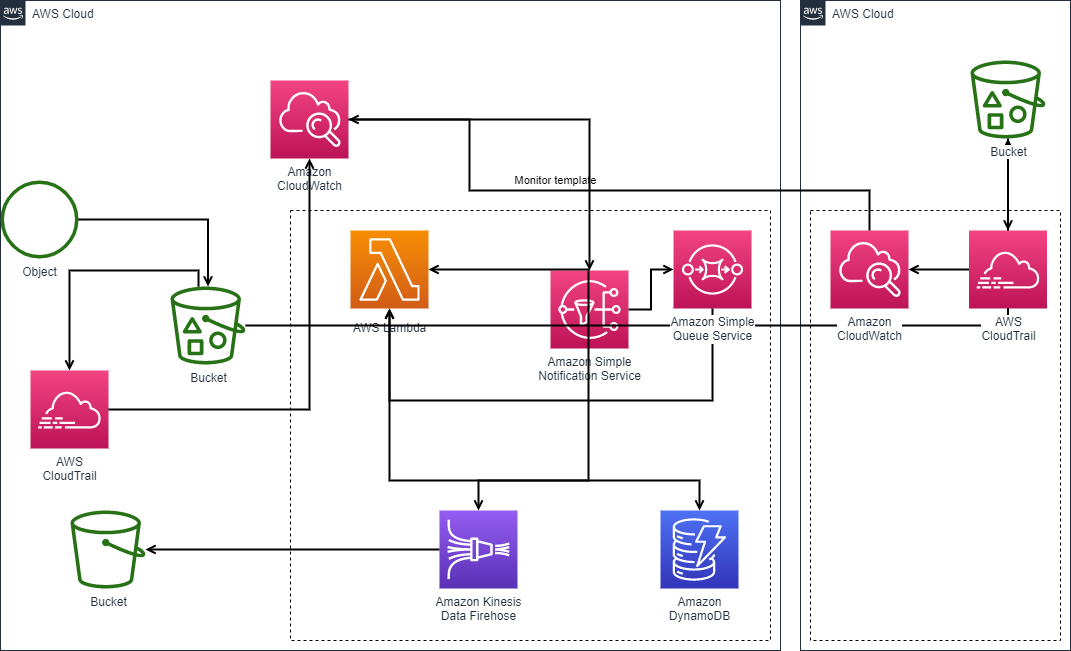 aws
AWS Cloud
aws
AWS Cloud
Amazon
CloudWatch
Bucket
Monitor template
Object
AWS Lambda
Amazon Simple
Queue Service
Amazon
CloudWatch
AWS
CloudTrail
Amazon Simple
Notification Service
Bucket
AWS
CloudTrail
Bucket
Amazon Kinesis
Data Firehose
Amazon
DynamoDB